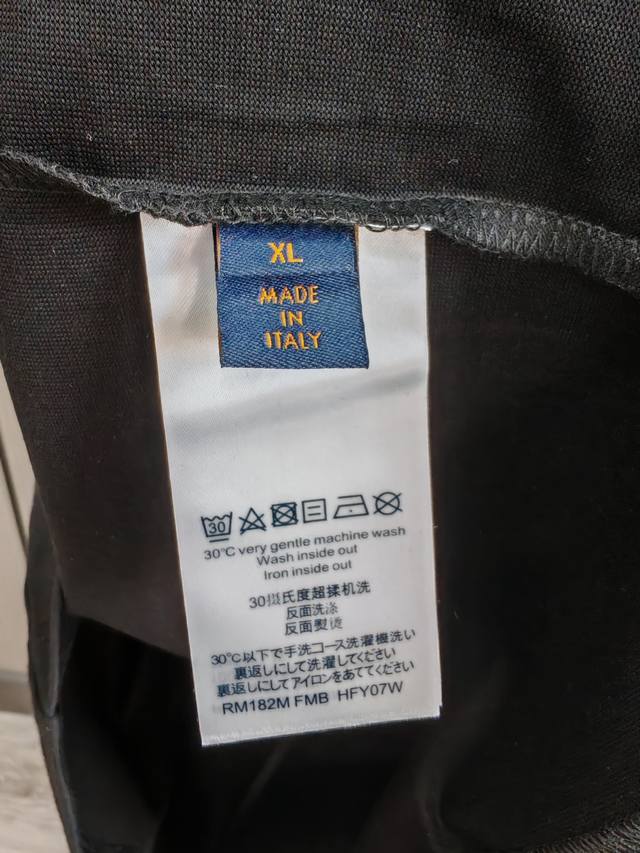 XL
MADE
IN
ITALY
30
30℃ very gentle machine wash
Wash inside out
Iron inside out
30摄氏度超揉机洗
反面洗涤
反面熨烫
30℃以下で手洗コース洗濯機洗い
裏返しにして洗濯してください
裏返しにしてアイロンをあててください
RM182M FMB HFY07W